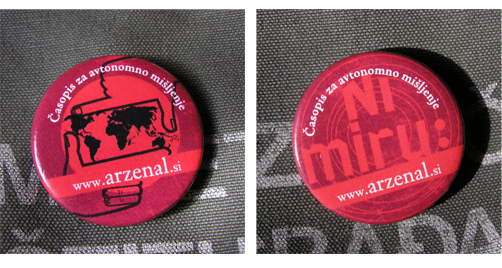 Časopis za avtonomno mišljenje
www.arzenal.si
Časopis za avtonomno mišljenje
Ni
miru:
www.arzenal.si